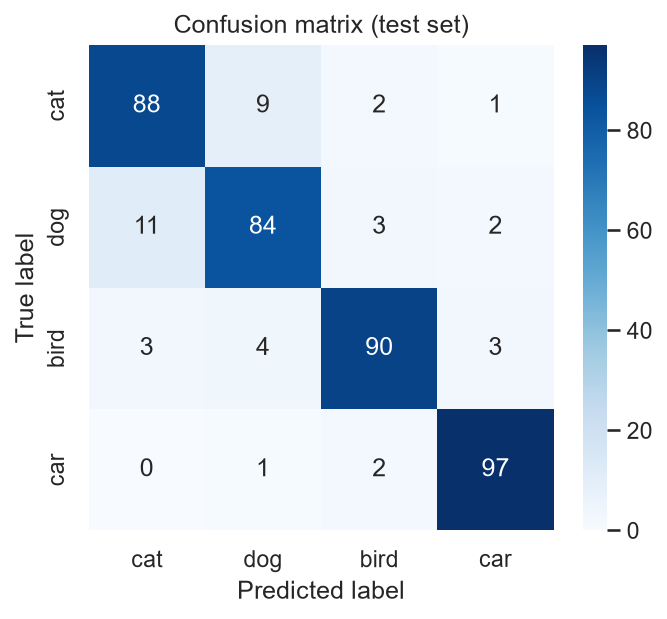 Confusion matrix (test set)
cat 88 9 2 1
dog 11 84 3 2
bird 3 4 90 3
car 0 1 2 97
cat dog bird car
Predicted label
True label
80
60
40
20
0